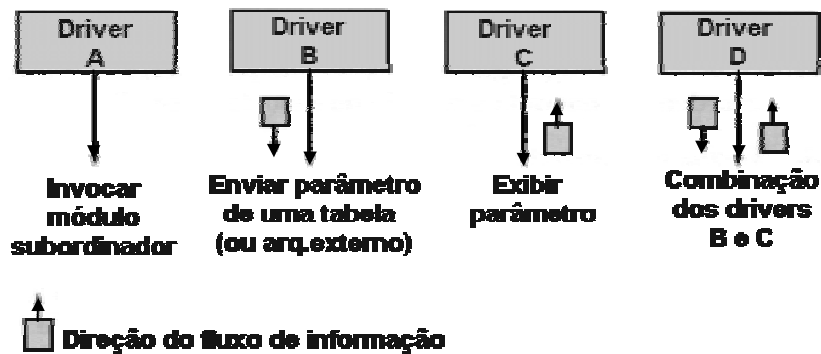 Driver
A
Driver
B
Driver
C
Driver
D
Invocar
módulo
subordinador
Enviar parâmetro
de uma tabela
(ou arq.externo)
Exibir
parâmetro
Combinação
dos drivers
B e C
Direção do fluxo de informação